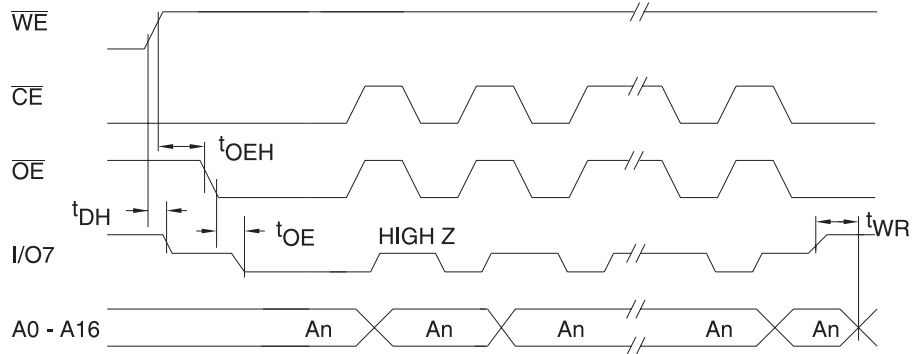 WE
CE
tOEH
OE
tDH
tOE
HIGH Z
tWR
I/O7
A0 - A16 An An An An An